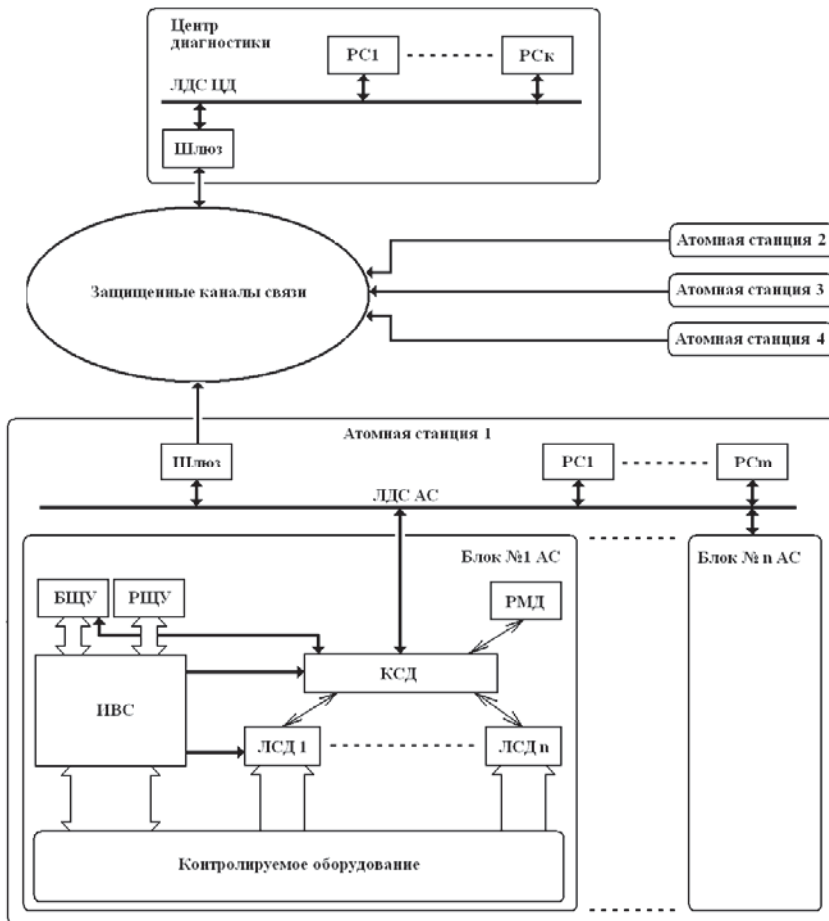 Центр
диагностики
РС1
РСк
ЛДС ЦД
Шлюз
Защищенные каналы связи
Атомная станция 2
Атомная станция 3
Атомная станция 4
Атомная станция 1
Шлюз
РС1
РСm
ЛДС АС
Блок №1 АС
Блок № n АС
БЩУ
РЩУ
РМД
КСД
ИВС
ЛСД 1
ЛСД n
Контролируемое оборудование